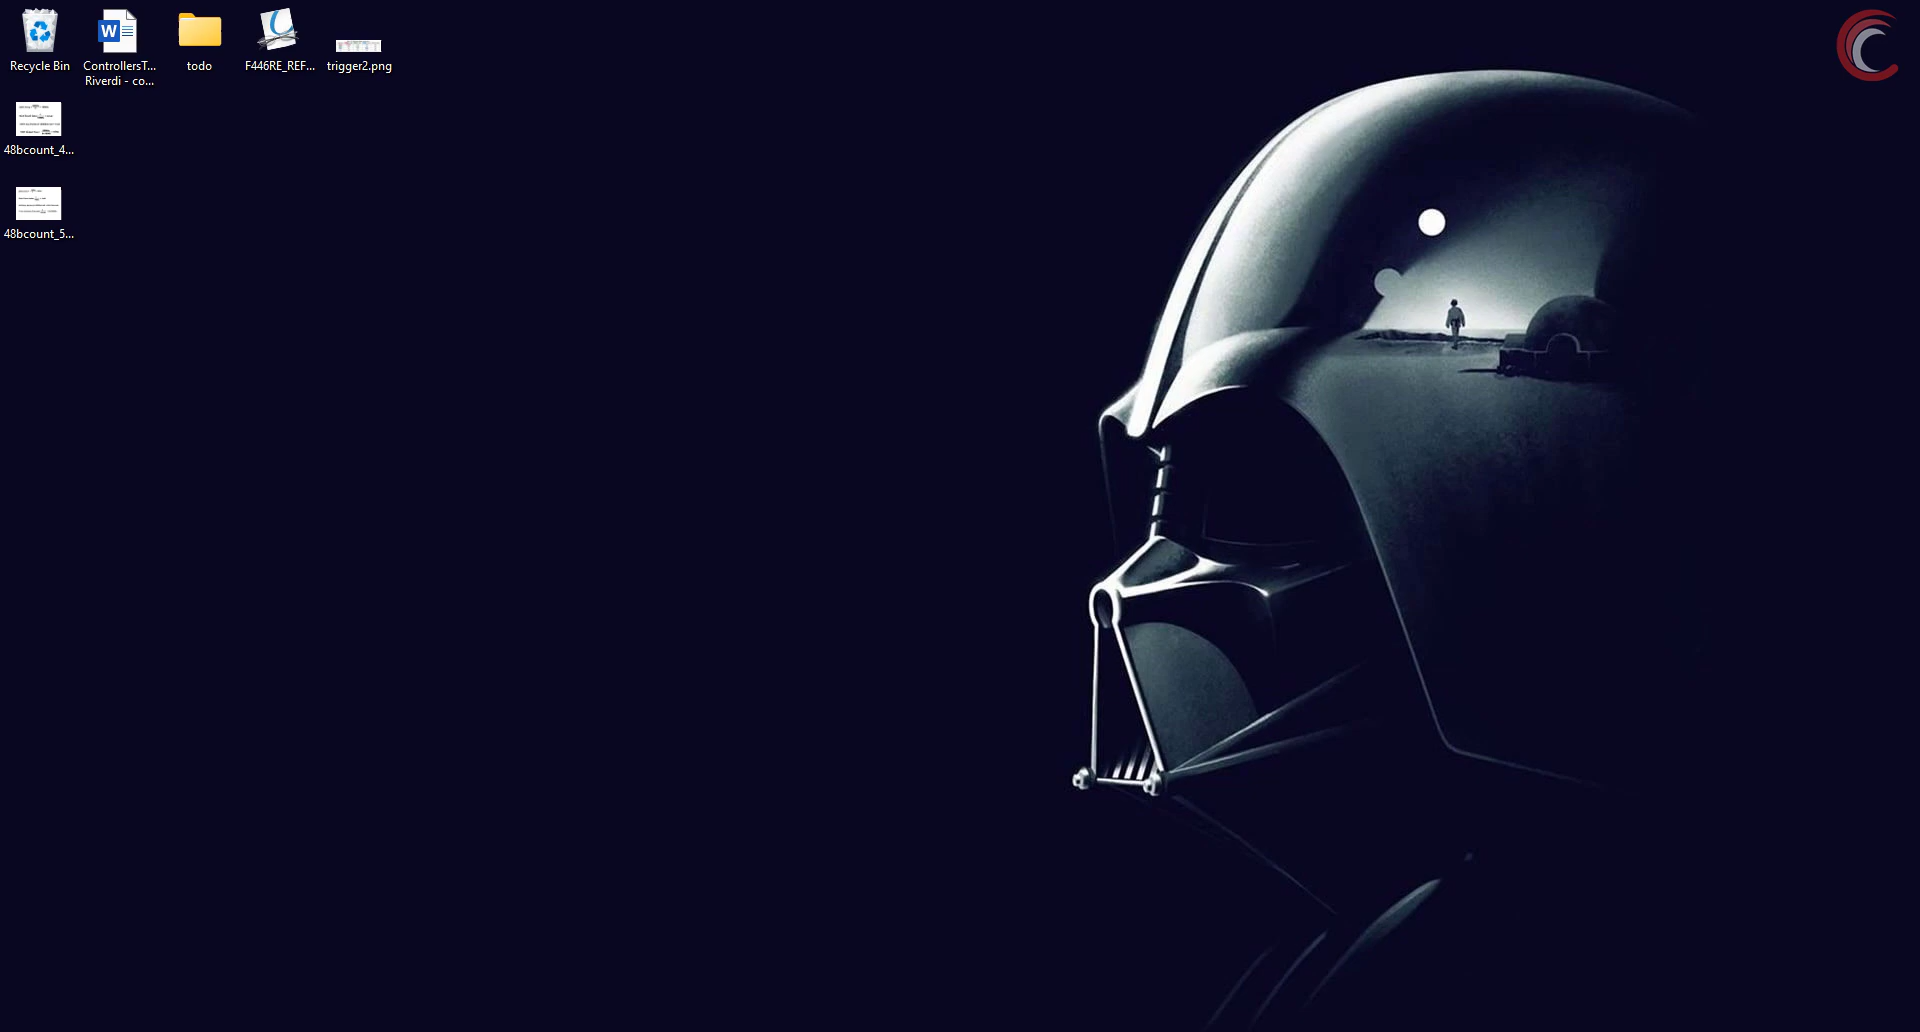 Recycle Bin
ControllersT...
Riverdi - co...
todo
F446RE_REF...
trigger2.png
48bcount_4...
48bcount_5...